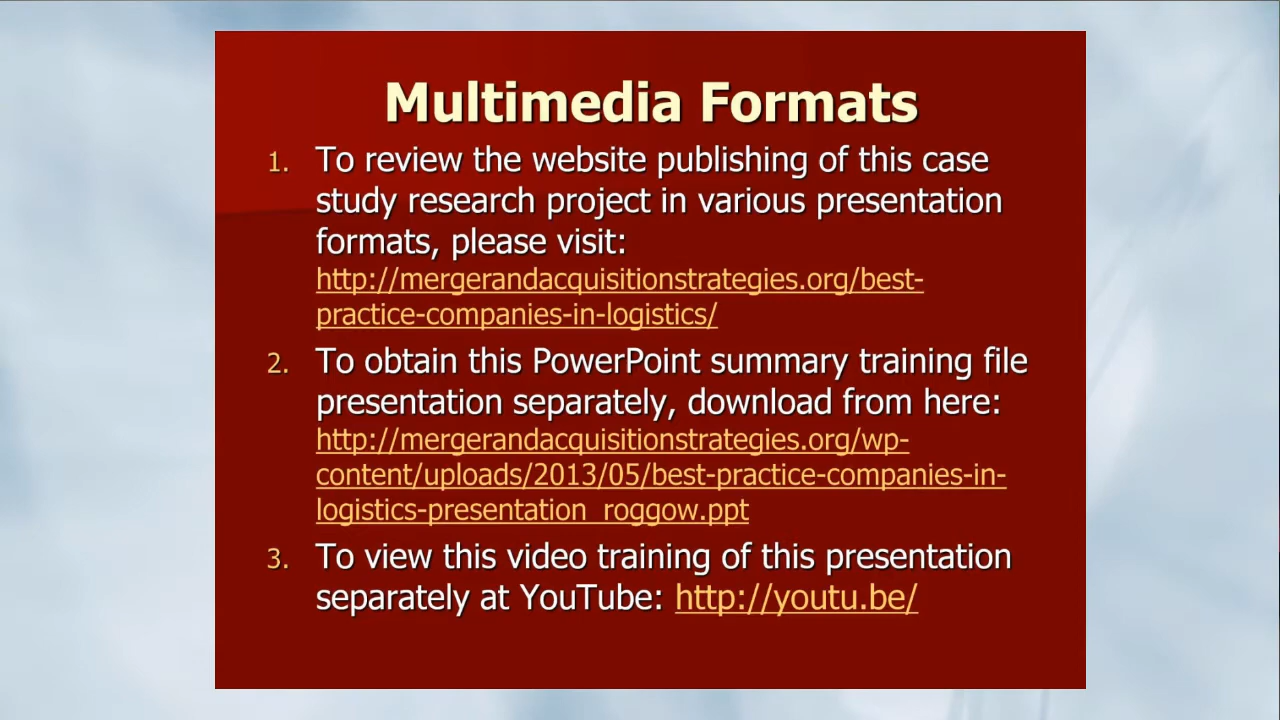 Multimedia Formats
1. To review the website publishing of this case
study research project in various presentation
formats, please visit:
http://mergerandacquisitionstrategies.org/best-
practice-companies-in-logistics/
2. To obtain this PowerPoint summary training file
presentation separately, download from here:
http://mergerandacquisitionstrategies.org/wp-
content/uploads/2013/05/best-practice-companies-in-
logistics-presentation_roggow.ppt
3. To view this video training of this presentation
separately at YouTube: http://youtu.be/